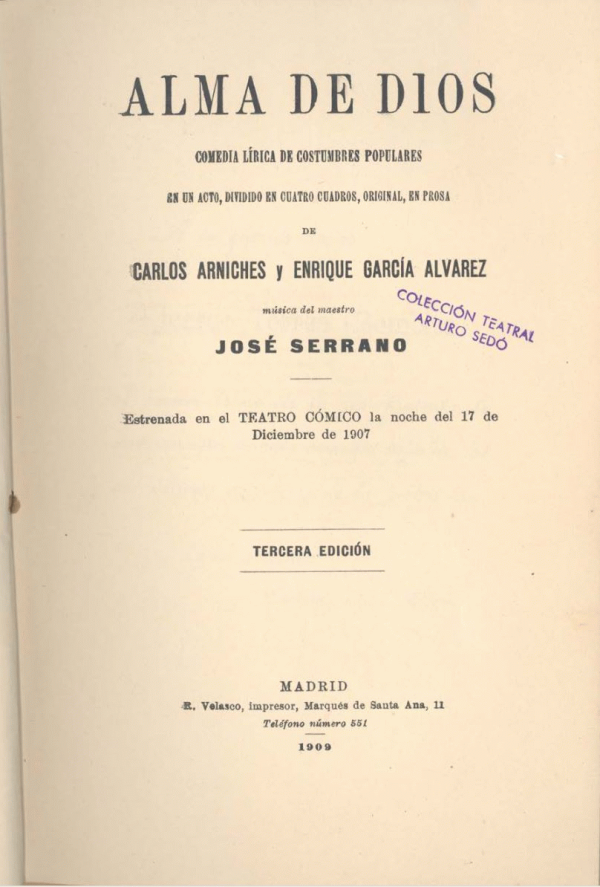 ALMA DE DIOS
COMEDIA LÍRICA DE COSTUMBRES POPULARES
EN UN ACTO, DIVIDIDO EN CUATRO CUADROS, ORIGINAL, EN PROSA
DE
CARLOS ARNICHES y ENRIQUE GARCÍA ALVAREZ
música del maestro
JOSÉ SERRANO
COLECCIÓN TEATRAL
ARTURO SEDÓ
Estrenada en el TEATRO CÓMICO la noche del 17 de
Diciembre de 1907
TERCERA EDICIÓN
MADRID
R. Velasco, impresor, Marqués de Santa Ana, 11
Teléfono número 551
1909